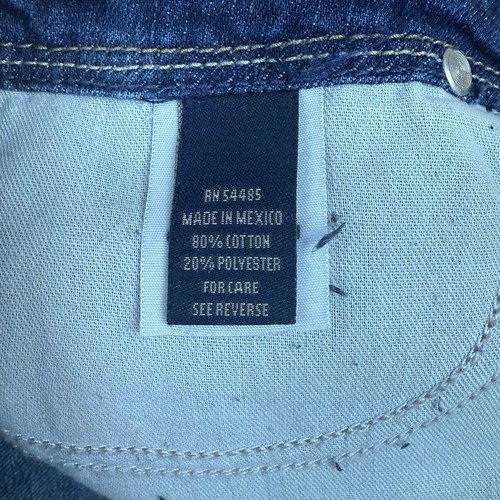 RN 54485
MADE IN MEXICO
80% COTTON
20% POLYESTER
FOR CARE
SEE REVERSE